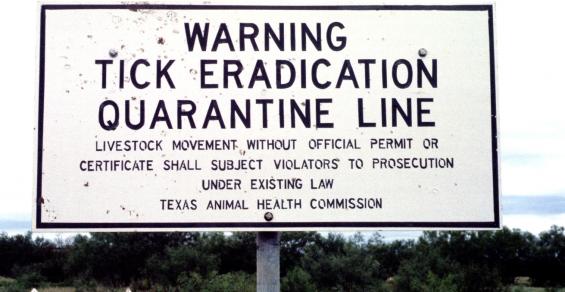 WARNING
TICK ERADICATION
QUARANTINE LINE
LIVESTOCK MOVEMENT WITHOUT OFFICIAL PERMIT OR
CERTIFICATE SHALL SUBJECT VIOLATORS TO PROSECUTION
UNDER EXISTING LAW
TEXAS ANIMAL HEALTH COMMISSION